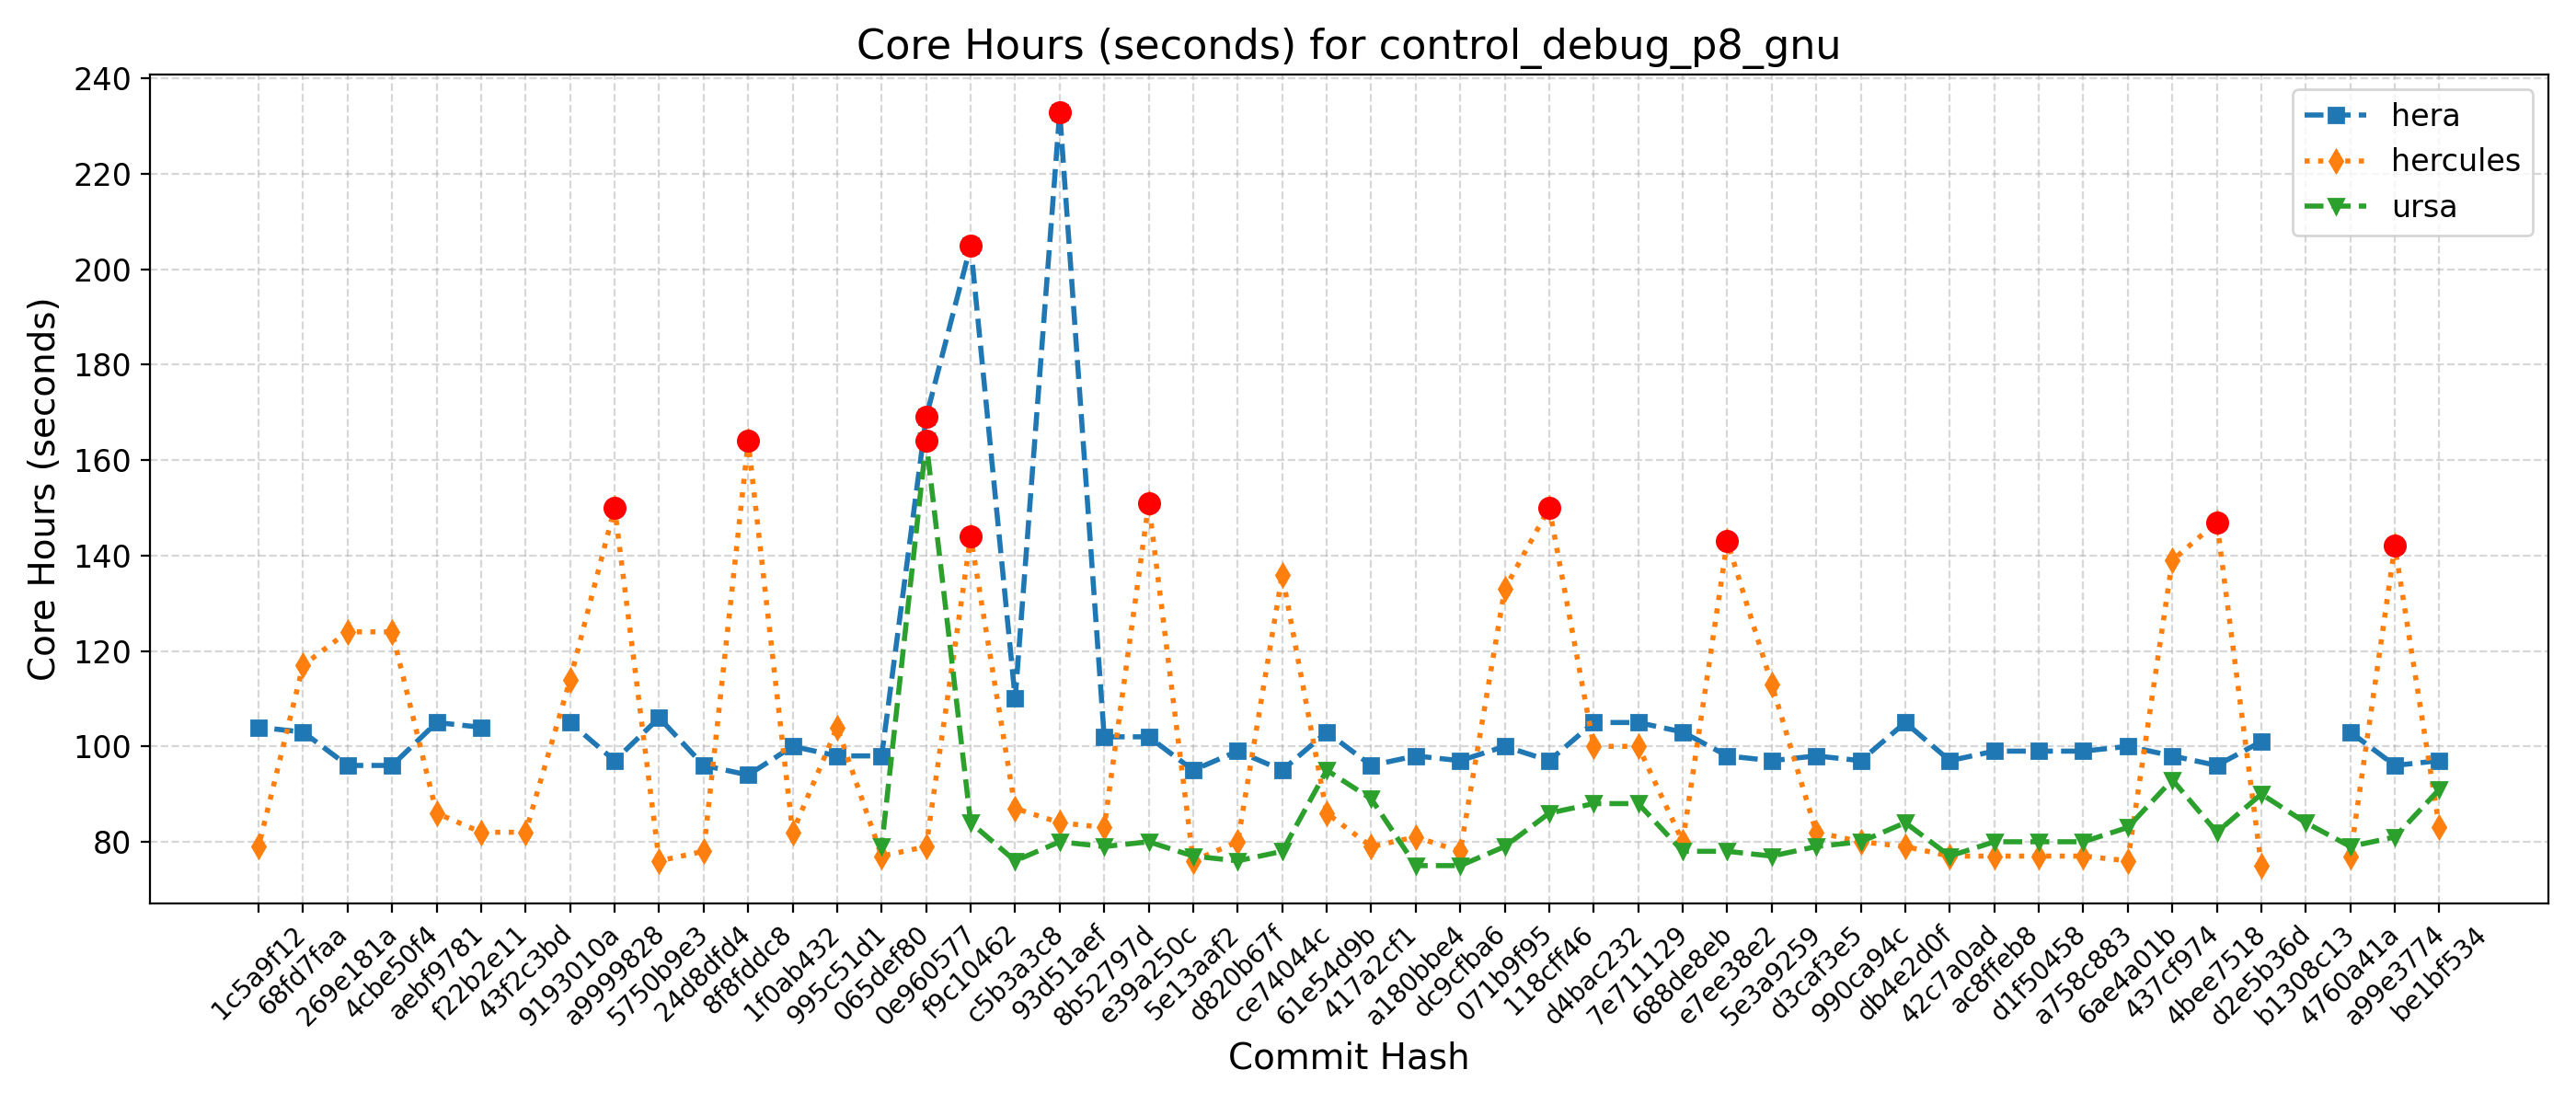 Core Hours (seconds) for control_debug_p8_gnu
Core Hours (seconds)
240
220
200
180
160
140
120
100
80
hera
hercules
ursa
1c5a9f12
68fd7faa
269e181a
4cbe50f4
aebf9781
f22b2e11
43f2c3bd
9193010a
a9999828
5750b9e3
24d8dfd4
8f8fddc8
1f0ab432
995c51d1
065def80
0e960577
f9c10462
c5b3a3c8
93d51aef
8b52797d
e39a250c
5e13aaf2
d820b67f
ce74044c
61e54d9b
417a2cf1
a180bbe4
dc9cfba6
071b9f95
118cff46
d4bac232
7e711129
688de8eb
e7ee38e2
5e3a9259
d3caf3e5
990ca94c
db4e2d0f
42c7a0ad
ac8ffeb8
d1f50458
a758c883
6ae4a01b
437cf974
4bee7518
d2e5b36d
b1308c13
4760a41a
a99e3774
be1bf534
Commit Hash